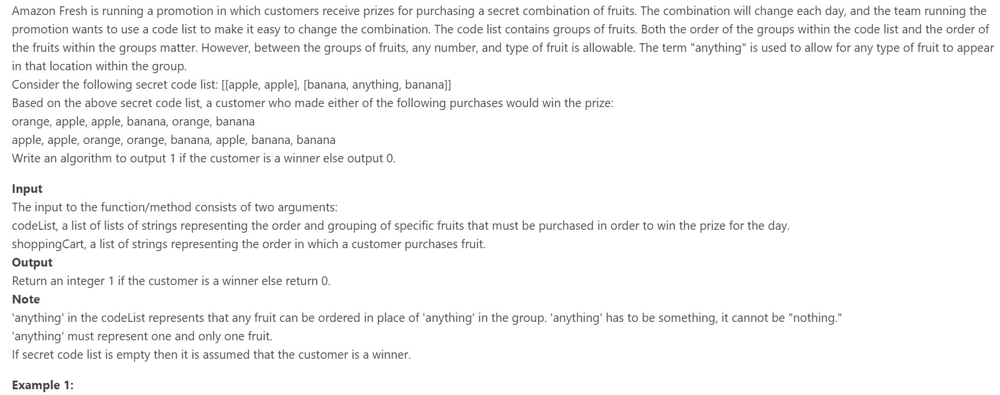 Amazon Fresh is running a promotion in which customers receive prizes for purchasing a secret combination of fruits. The combination will change each day, and the team running the
promotion wants to use a code list to make it easy to change the combination. The code list contains groups of fruits. Both the order of the groups within the code list and the order of
the fruits within the groups matter. However, between the groups of fruits, any number, and type of fruit is allowable. The term "anything" is used to allow for any type of fruit to appear
in that location within the group.
Consider the following secret code list: [[apple, apple], [banana, anything, banana]]
Based on the above secret code list, a customer who made either of the following purchases would win the prize:
orange, apple, apple, banana, orange, banana
apple, apple, orange, orange, banana, apple, banana, banana
Write an algorithm to output 1 if the customer is a winner else output 0.
Input
The input to the function/method consists of two arguments:
codeList, a list of lists of strings representing the order and grouping of specific fruits that must be purchased in order to win the prize for the day.
shoppingCart, a list of strings representing the order in which a customer purchases fruit.
Output
Return an integer 1 if the customer is a winner else return 0.
Note
'anything' in the codeList represents that any fruit can be ordered in place of 'anything' in the group. 'anything' has to be something, it cannot be "nothing."
'anything' must represent one and only one fruit.
If secret code list is empty then it is assumed that the customer is a winner.
Example 1: